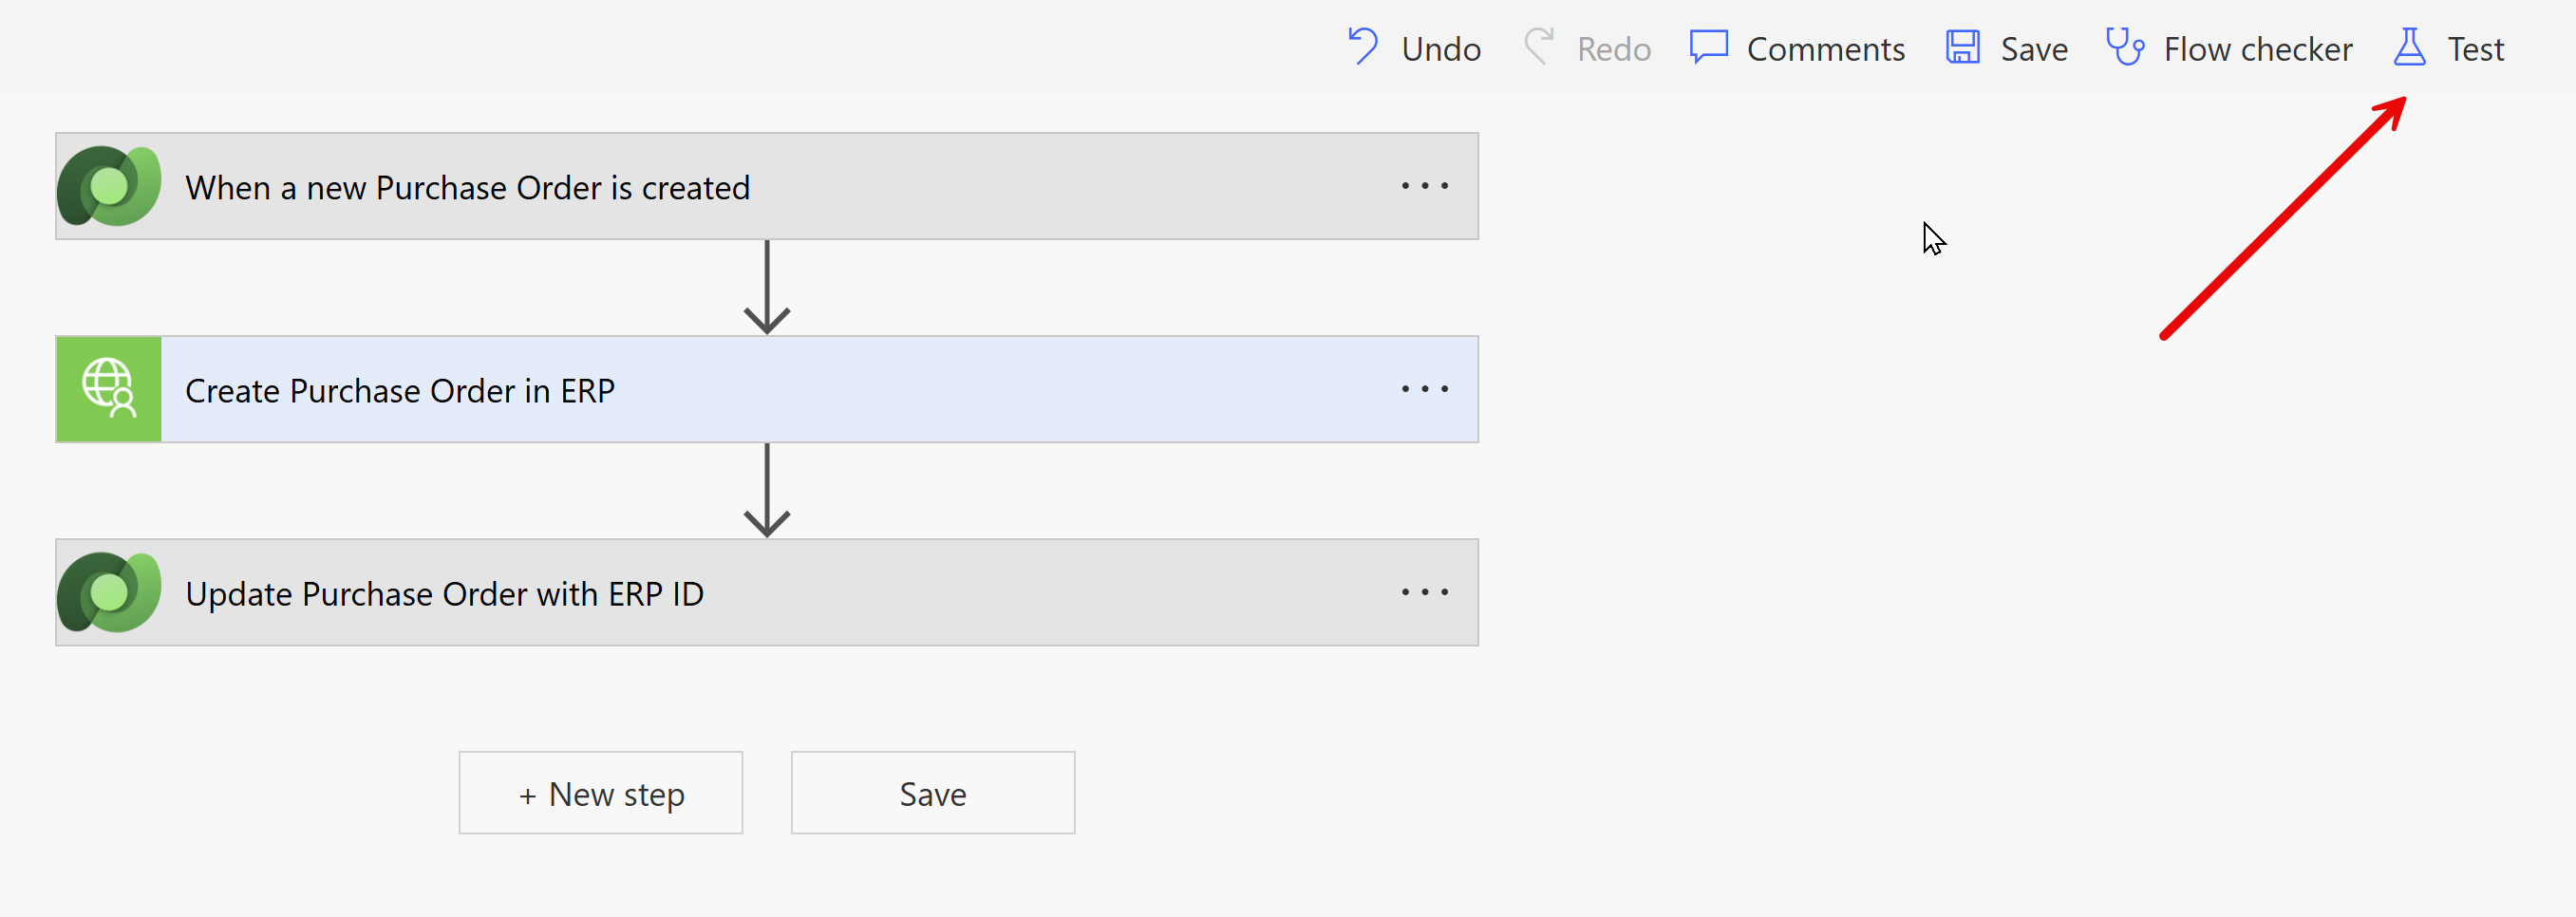 Undo Redo Comments Save Flow checker Test
When a new Purchase Order is created
Create Purchase Order in ERP
Update Purchase Order with ERP ID
+ New step Save